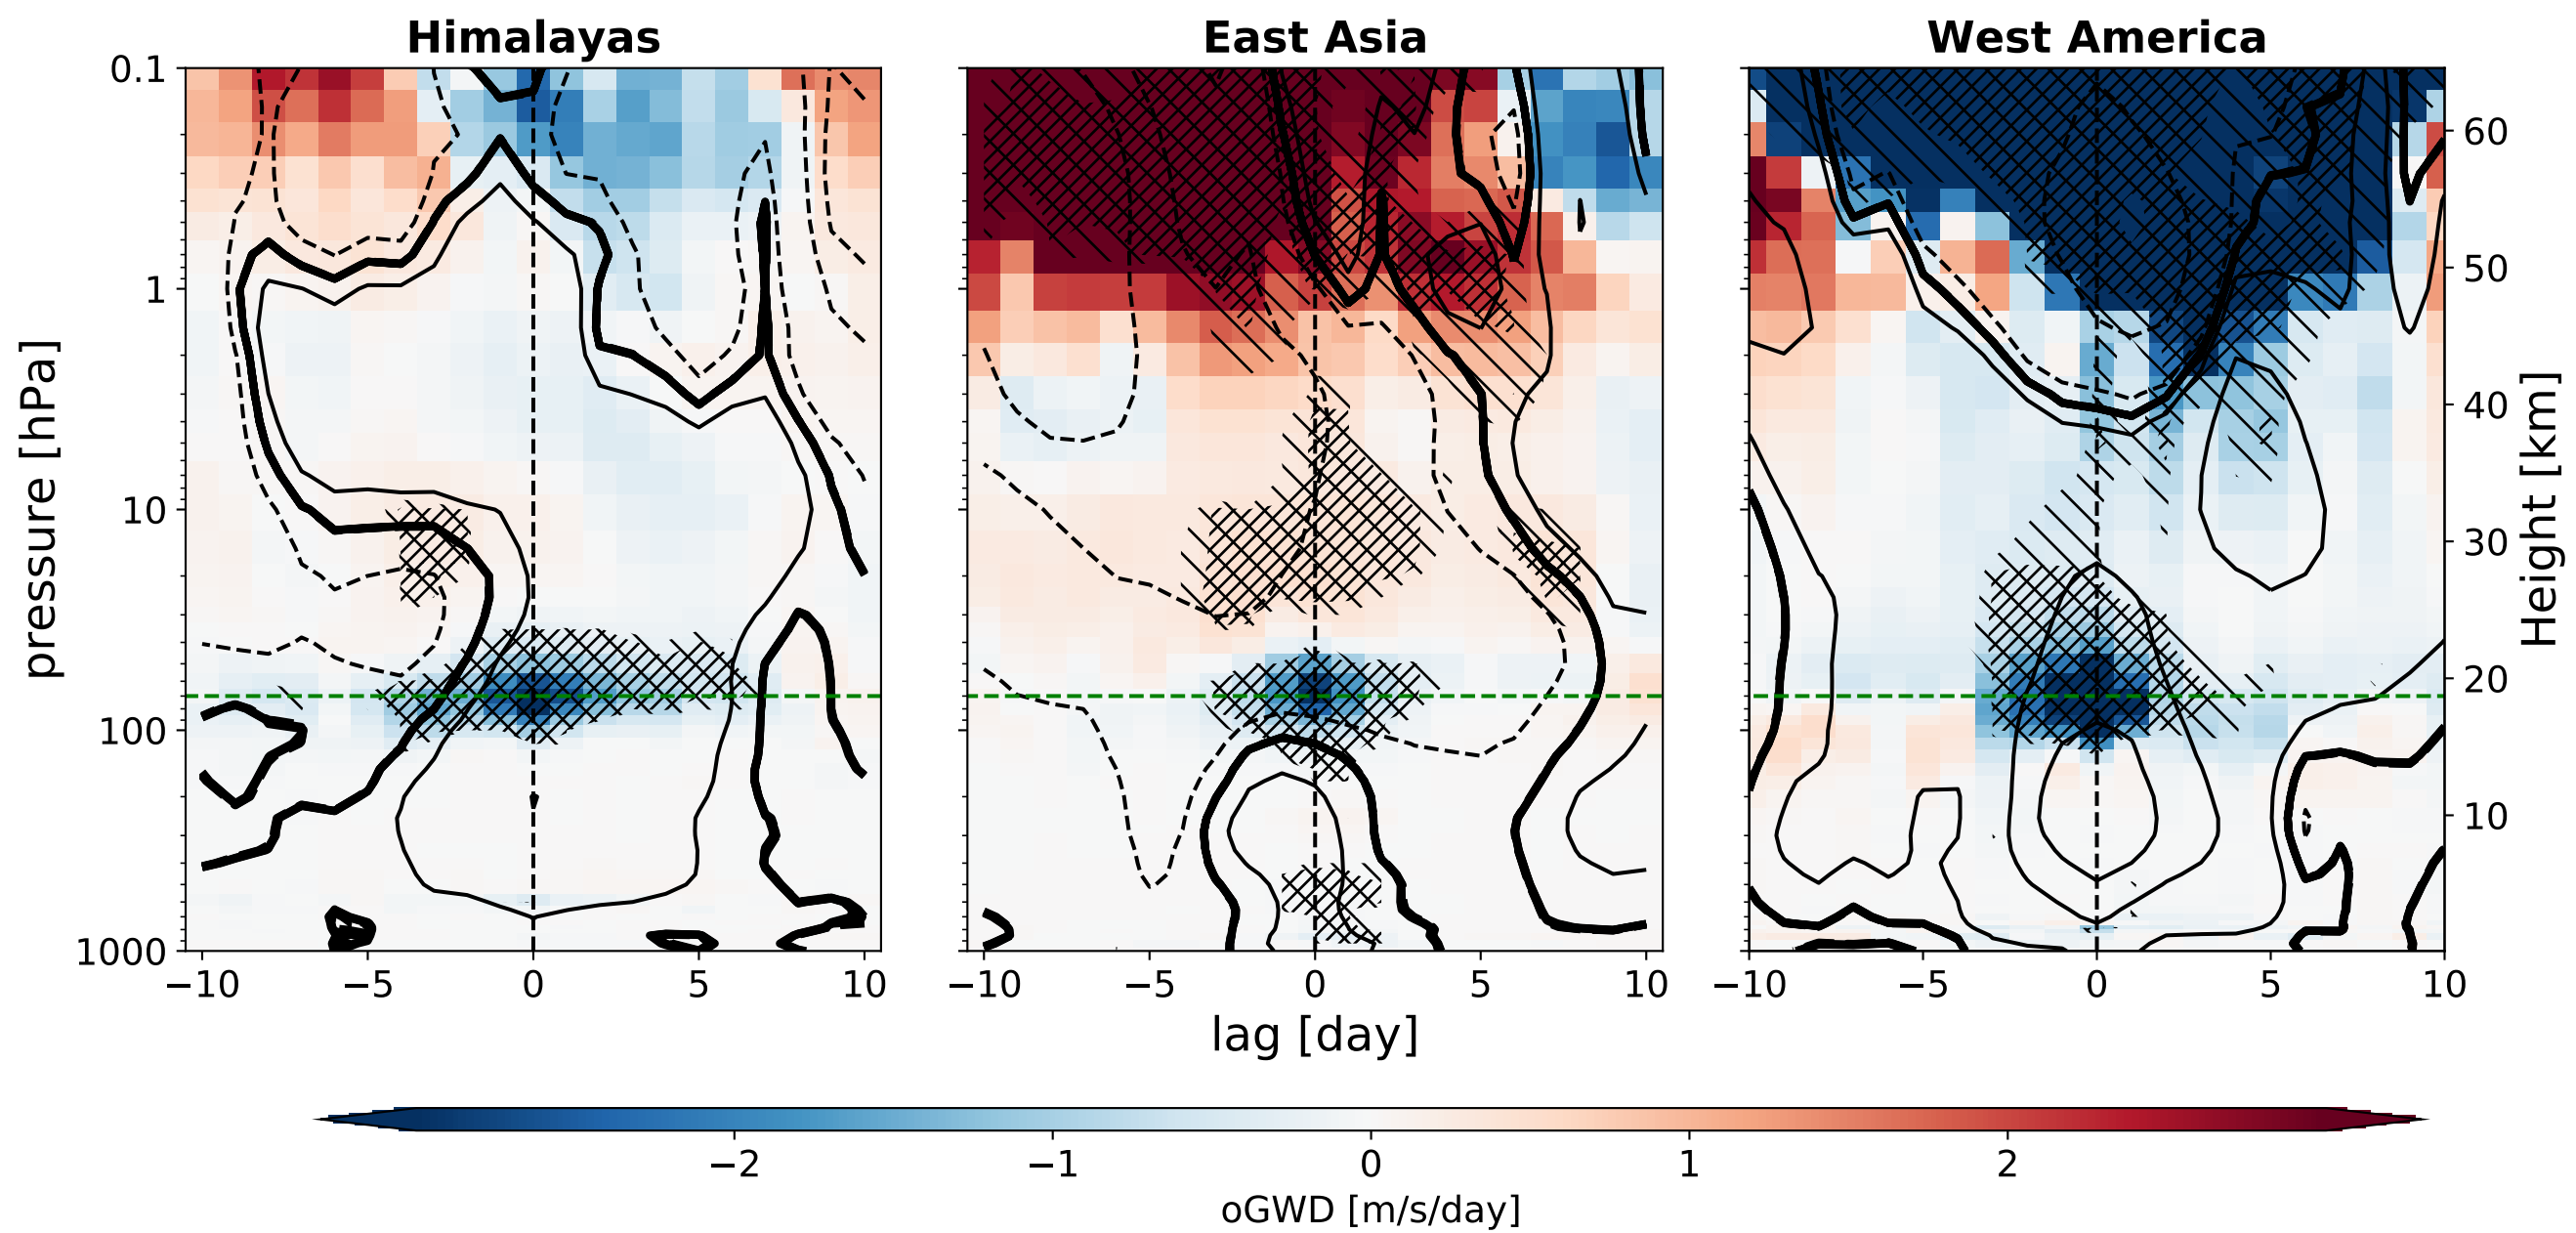 Himalayas East Asia West America
0.1
1
10
100
1000
pressure [hPa]
60
50
40
30
20
10
Height [km]
−10 −5 0 5 10 −10 −5 0 5 10 −10 −5 0 5 10
lag [day]
−2 −1 0 1 2
oGWD [m/s/day]